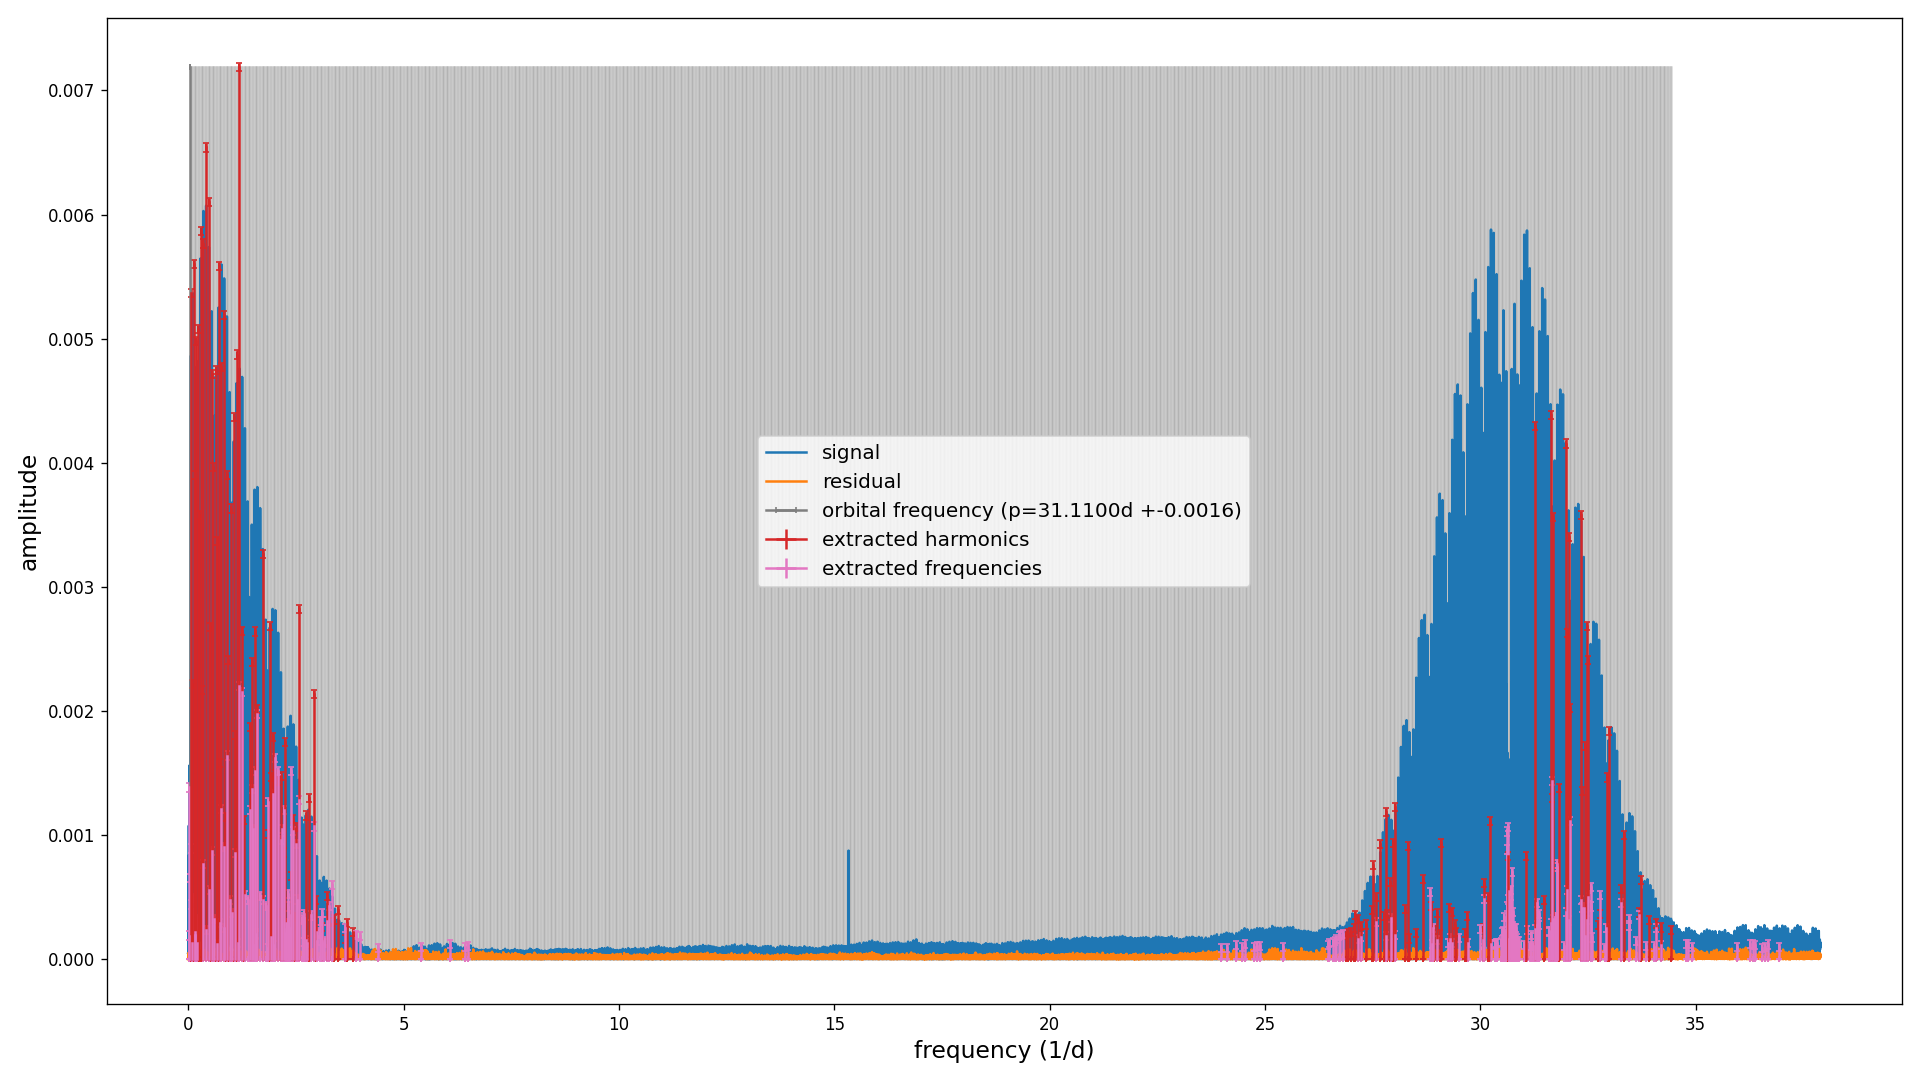 0.007
0.006
0.005
0.004
0.003
0.002
0.001
0.000
amplitude
signal
residual
orbital frequency (p=31.1100d +-0.0016)
extracted harmonics
extracted frequencies
0 5 10 15 20 25 30 35
frequency (1/d)